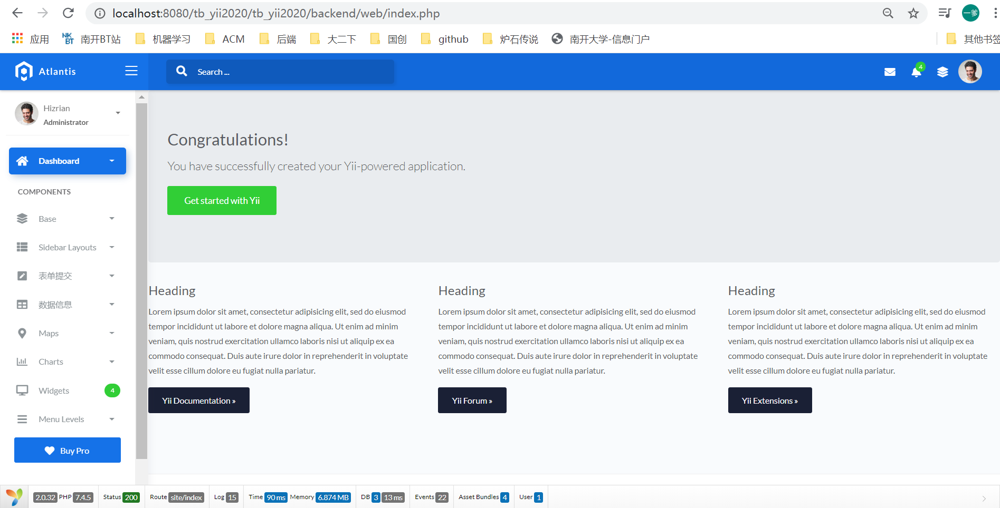 localhost:8080/tb_yii2020/tb_yii2020/backend/web/index.php
一爹
应用 NK BT 南开BT站 机器学习 ACM 后端 大二下 国创 github 炉石传说 南开大学-信息门户 其他书签
Atlantis Search ... 4
Hizrian
Administrator
Dashboard
COMPONENTS
Base
Sidebar Layouts
表单提交
数据信息
Maps
Charts
Widgets 4
Menu Levels
Buy Pro
Congratulations!
You have successfully created your Yii-powered application.
Get started with Yii
Heading
Lorem ipsum dolor sit amet, consectetur adipisicing elit, sed do eiusmod
tempor incididunt ut labore et dolore magna aliqua. Ut enim ad minim
veniam, quis nostrud exercitation ullamco laboris nisi ut aliquip ex ea
commodo consequat. Duis aute irure dolor in reprehenderit in voluptate
velit esse cillum dolore eu fugiat nulla pariatur.
Yii Documentation »
Heading
Lorem ipsum dolor sit amet, consectetur adipisicing elit, sed do eiusmod
tempor incididunt ut labore et dolore magna aliqua. Ut enim ad minim
veniam, quis nostrud exercitation ullamco laboris nisi ut aliquip ex ea
commodo consequat. Duis aute irure dolor in reprehenderit in voluptate
velit esse cillum dolore eu fugiat nulla pariatur.
Yii Forum »
Heading
Lorem ipsum dolor sit amet, consectetur adipisicing elit, sed do eiusmod
tempor incididunt ut labore et dolore magna aliqua. Ut enim ad minim
veniam, quis nostrud exercitation ullamco laboris nisi ut aliquip ex ea
commodo consequat. Duis aute irure dolor in reprehenderit in voluptate
velit esse cillum dolore eu fugiat nulla pariatur.
Yii Extensions »
2.0.32 PHP 7.4.5 Status 200 Route site/index Log 15 Time 90 ms Memory 6.874 MB DB 3 13 ms Events 22 Asset Bundles 4 User 1